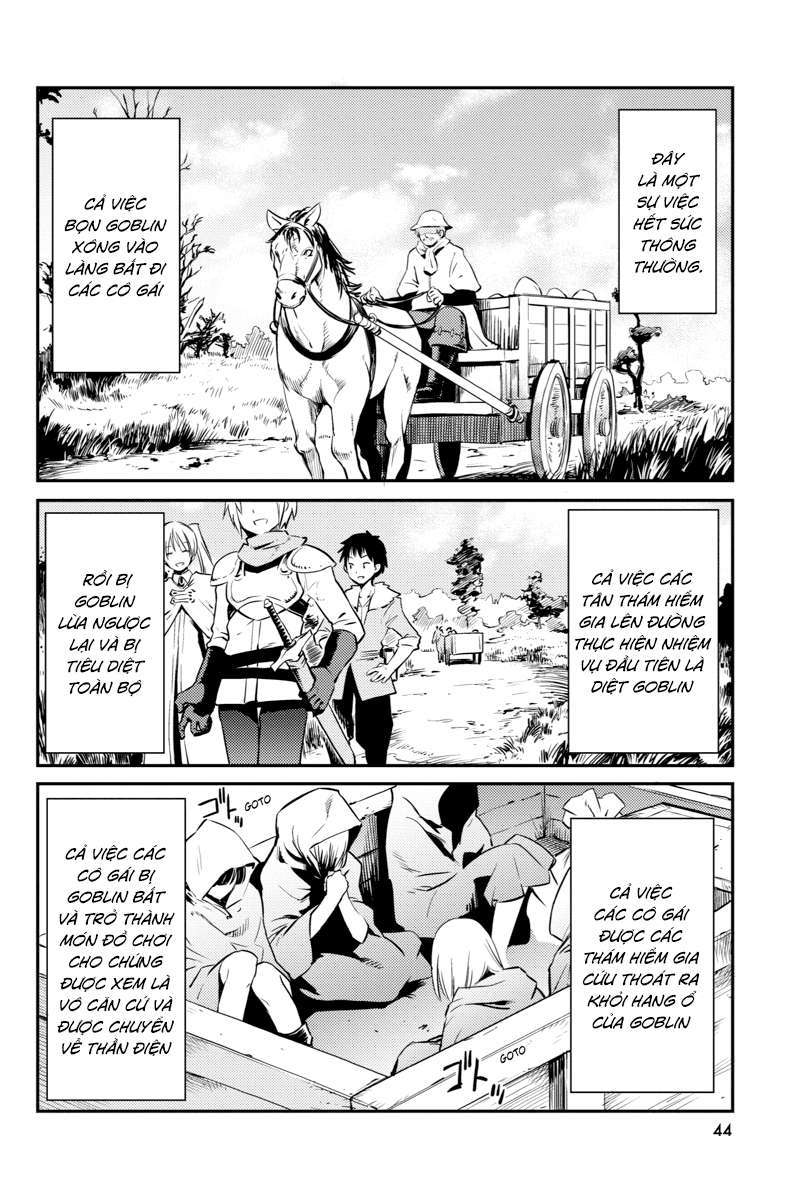 ĐÂY
LÀ MỘT
SỰ VIỆC
HẾT SỨC
THÔNG
THƯỜNG.
CẢ VIỆC
BỌN GOBLIN
XÔNG VÀO
LÀNG BẮT ĐI
CÁC CÔ GÁI
CẢ VIỆC CÁC
TÂN THÁM HIỂM
GIA LÊN ĐƯỜNG
THỰC HIỆN NHIỆM
VỤ ĐẦU TIÊN LÀ
DIỆT GOBLIN
RỒI BỊ
GOBLIN
LỪA NGƯỢC
LẠI VÀ BỊ
TIÊU DIỆT
TOÀN BỘ
ゴト
GOTO
CẢ VIỆC
CÁC CÔ GÁI
ĐƯỢC CÁC
THÁM HIỂM GIA
CỨU THOÁT RA
KHỎI HANG Ổ
CỦA GOBLIN
CẢ VIỆC CÁC
CÔ GÁI BỊ
GOBLIN BẮT
VÀ TRỞ THÀNH
MÓN ĐỒ CHƠI
CHO CHÚNG
ĐƯỢC XEM LÀ
VÔ CĂN CỨ VÀ
ĐƯỢC CHUYỂN
VỀ THẦN ĐIỆN
ゴト
GOTO
44